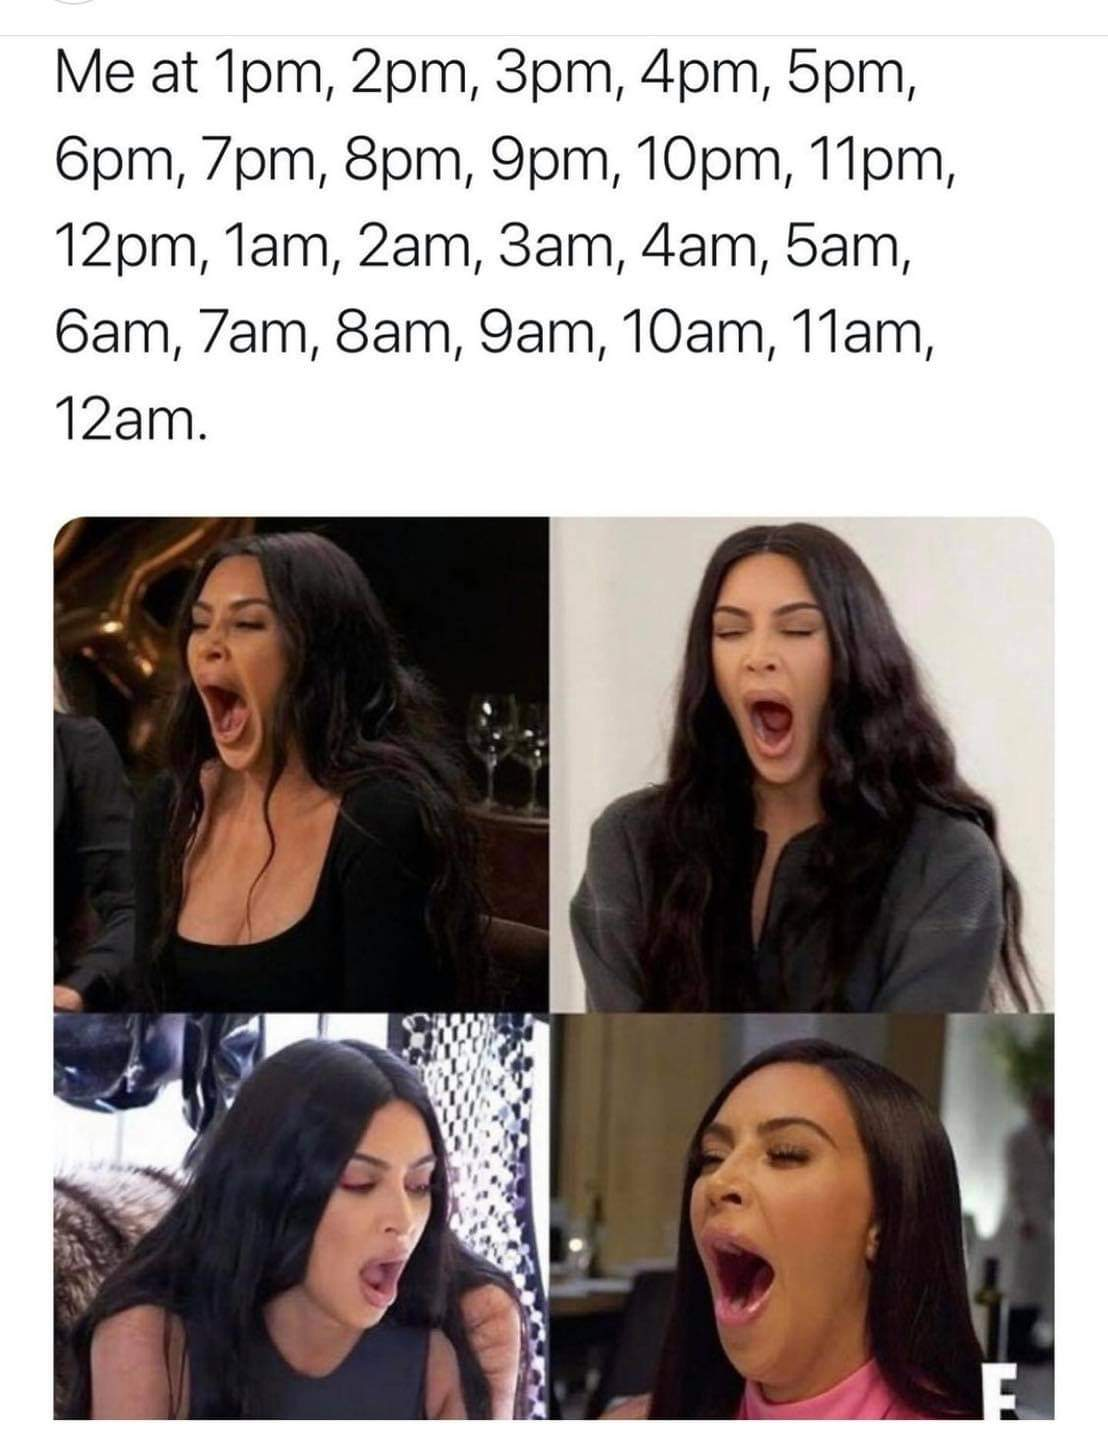 Me at 1pm, 2pm, 3pm, 4pm, 5pm,
6pm, 7pm, 8pm, 9pm, 10pm, 11pm,
12pm, 1am, 2am, 3am, 4am, 5am,
6am, 7am, 8am, 9am, 10am, 11am,
12am.
E